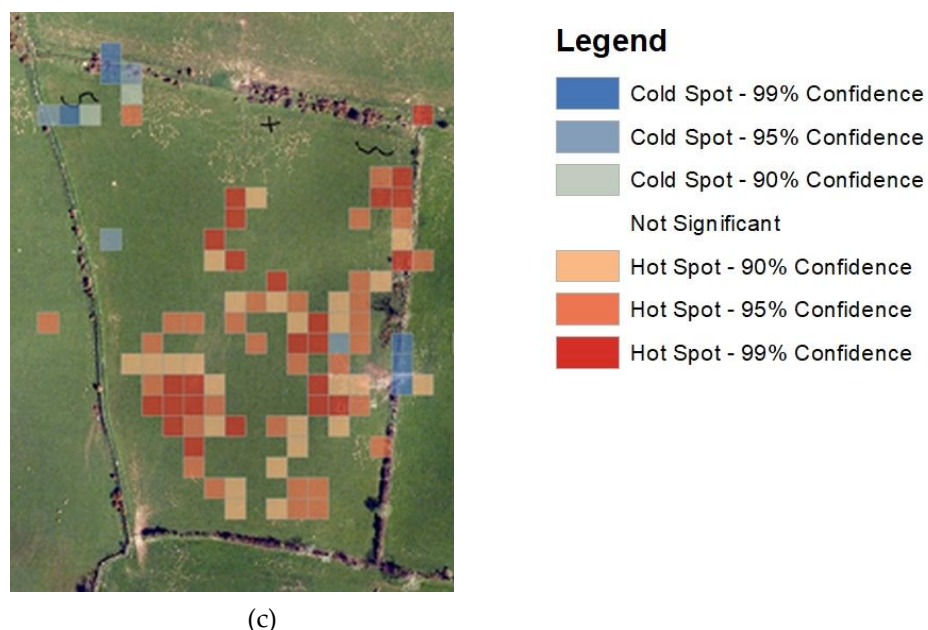 Legend
Cold Spot - 99% Confidence
Cold Spot - 95% Confidence
Cold Spot - 90% Confidence
Not Significant
Hot Spot - 90% Confidence
Hot Spot - 95% Confidence
Hot Spot - 99% Confidence
(c)